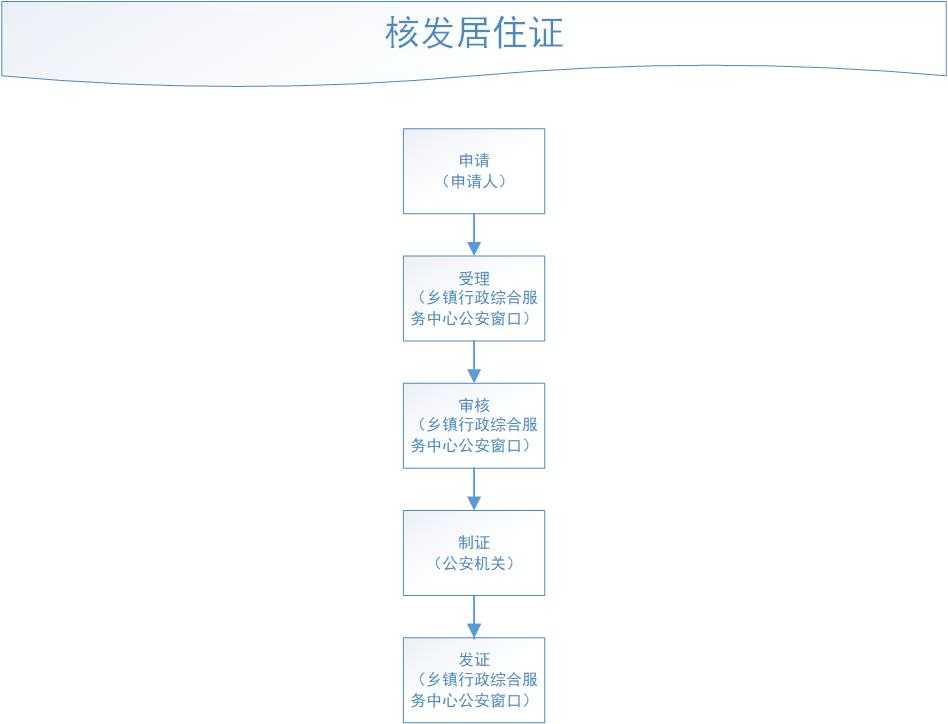 核发居住证
申请
（申请人）
受理
（乡镇行政综合服
务中心公安窗口）
审核
（乡镇行政综合服
务中心公安窗口）
制证
（公安机关）
发证
（乡镇行政综合服
务中心公安窗口）